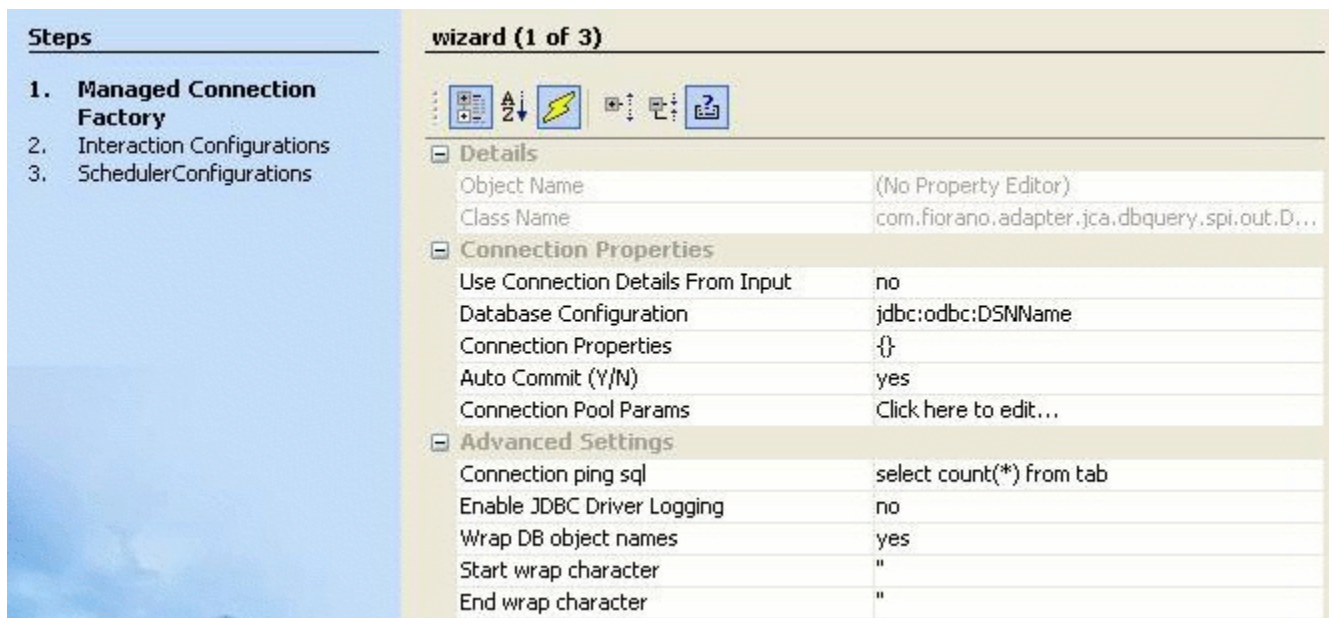 Steps
1. Managed Connection
Factory
2. Interaction Configurations
3. SchedulerConfigurations
wizard (1 of 3)
Details
Object Name (No Property Editor)
Class Name com.fiorano.adapter.jca.dbquery.spi.out.D...
Connection Properties
Use Connection Details From Input no
Database Configuration jdbc:odbc:DSNName
Connection Properties {}
Auto Commit (Y/N) yes
Connection Pool Params Click here to edit...
Advanced Settings
Connection ping sql select count(*) from tab
Enable JDBC Driver Logging no
Wrap DB object names yes
Start wrap character "
End wrap character "